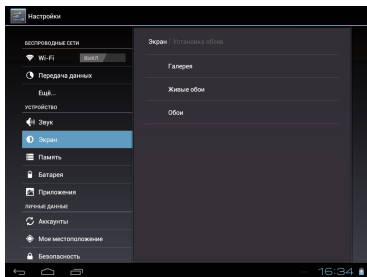 Настройки
БЕСПРОВОДНЫЕ СЕТИ
Wi-Fi ВЫКЛ
Передача данных
Ещё...
УСТРОЙСТВО
Звук
Экран
Память
Батарея
Приложения
ЛИЧНЫЕ ДАННЫЕ
Аккаунты
Мое местоположение
Безопасность
Экран Установка обоев
Галерея
Живые обои
Обои
16:34